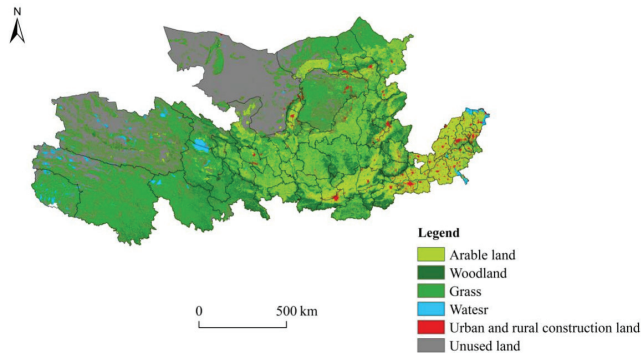 N
Legend
Arable land
Woodland
Grass
Watesr
Urban and rural construction land
Unused land
0 500 km